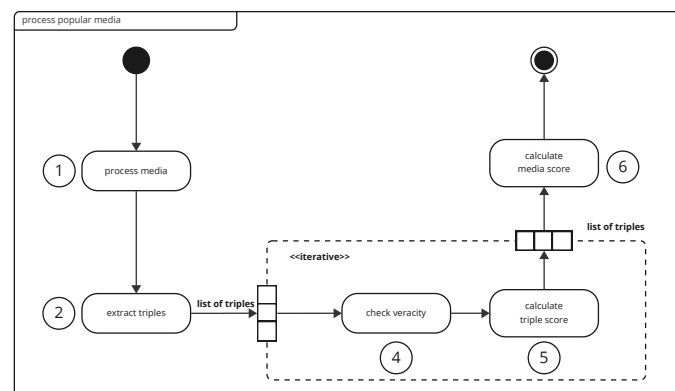 process popular media
1
process media
calculate
media score
6
list of triples
<<iterative>>
2
extract triples
list of triples
check veracity
calculate
triple score
4
5